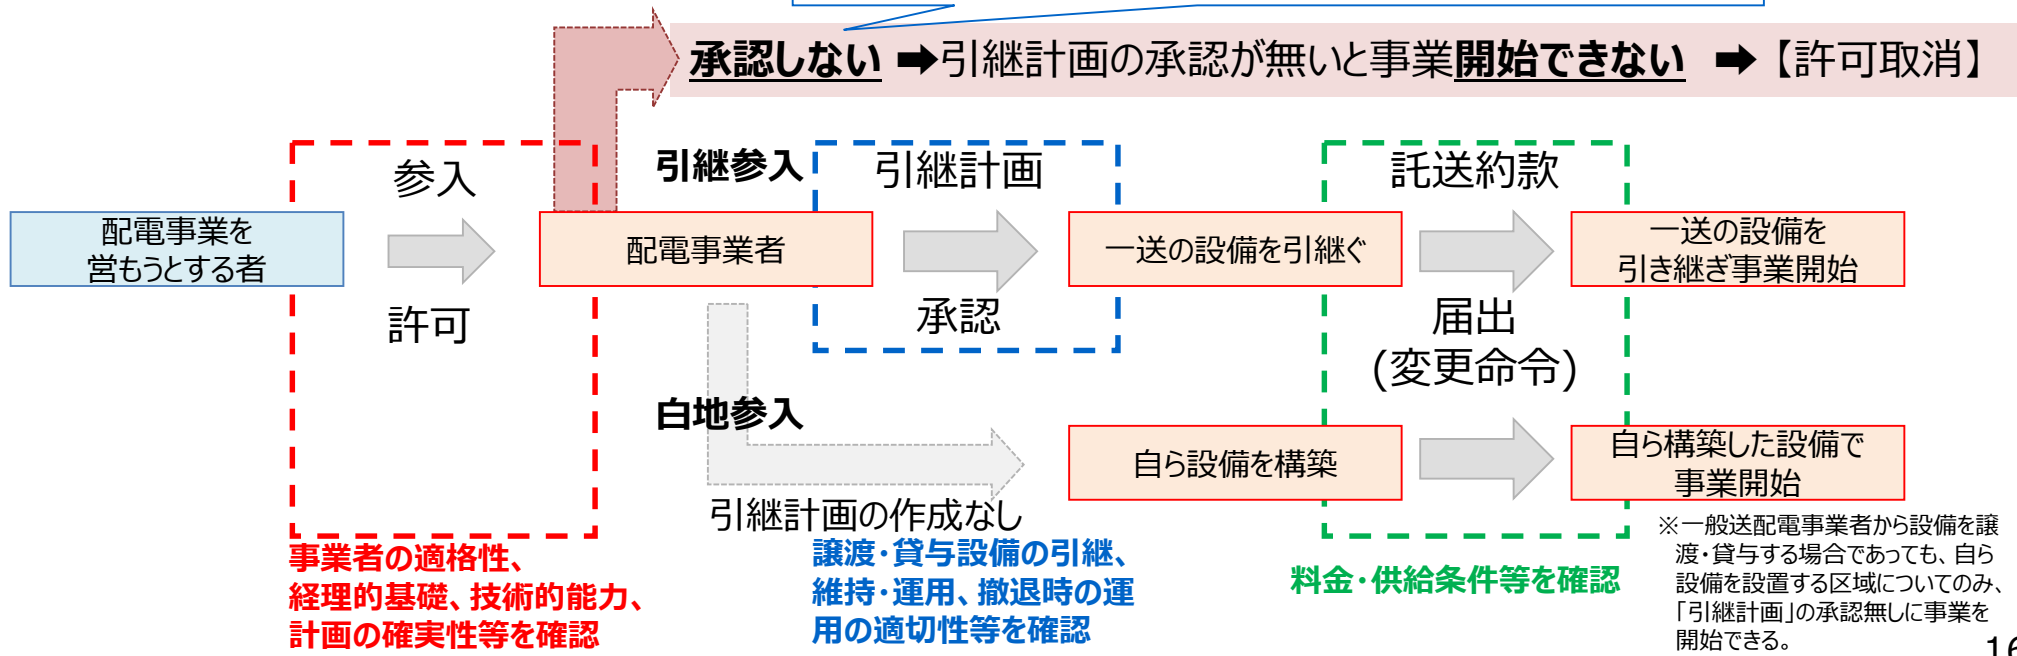 承認しない ➡引継計画の承認が無いと事業開始できない ➡【許可取消】
参入
引継参入
引継計画
託送約款
配電事業を
営もうとする者
配電事業者
一送の設備を引継ぐ
一送の設備を
引き継ぎ事業開始
許可
承認
届出
(変更命令)
白地参入
自ら設備を構築
自ら構築した設備で
事業開始
引継計画の作成なし
事業者の適格性、
経理的基礎、技術的能力、
計画の確実性等を確認
譲渡・貸与設備の引継、
維持・運用、撤退時の運
用の適切性等を確認
料金・供給条件等を確認
※一般送配電事業者から設備を譲
渡・貸与する場合であっても、自ら
設備を設置する区域についてのみ、
「引継計画」の承認無しに事業を
開始できる。
16